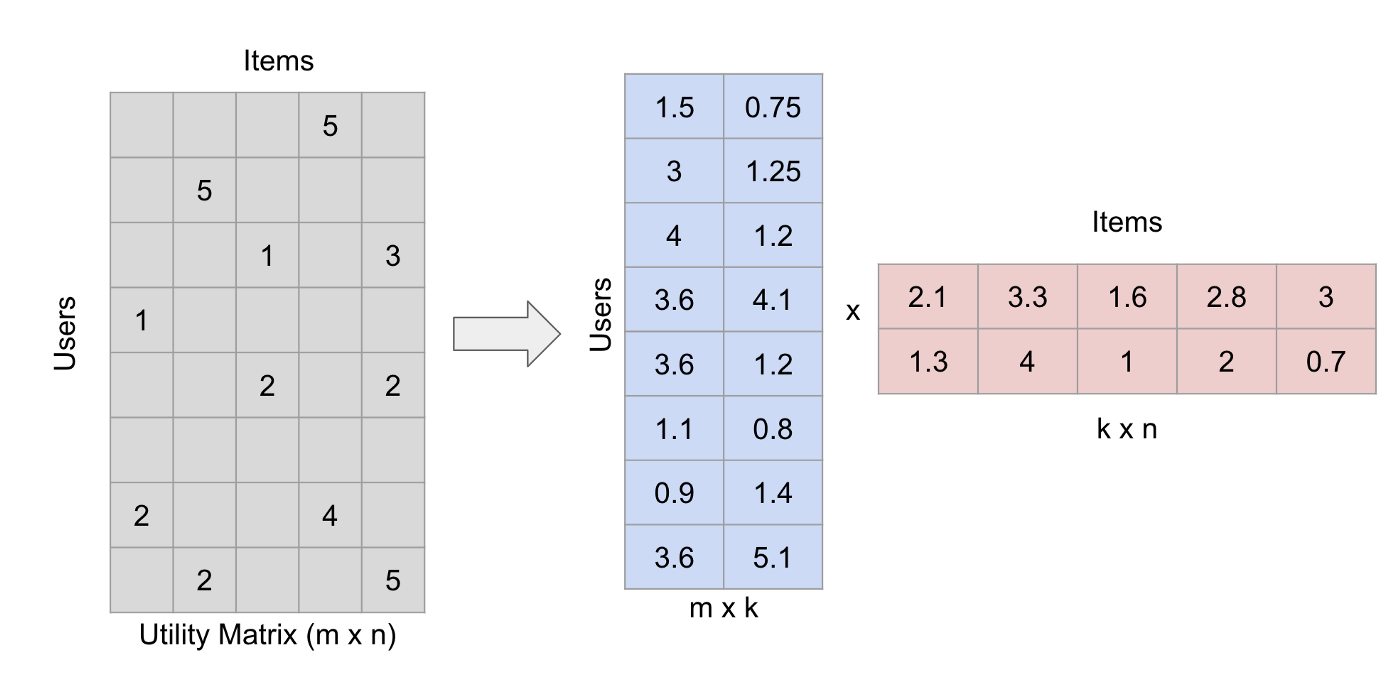 Items
5
5
1 3
1
2 2
2 4
2 5
Users
Utility Matrix (m x n)
1.5 0.75
3 1.25
4 1.2
3.6 4.1
3.6 1.2
1.1 0.8
0.9 1.4
3.6 5.1
Users
m x k
x
Items
2.1 3.3 1.6 2.8 3
1.3 4 1 2 0.7
k x n